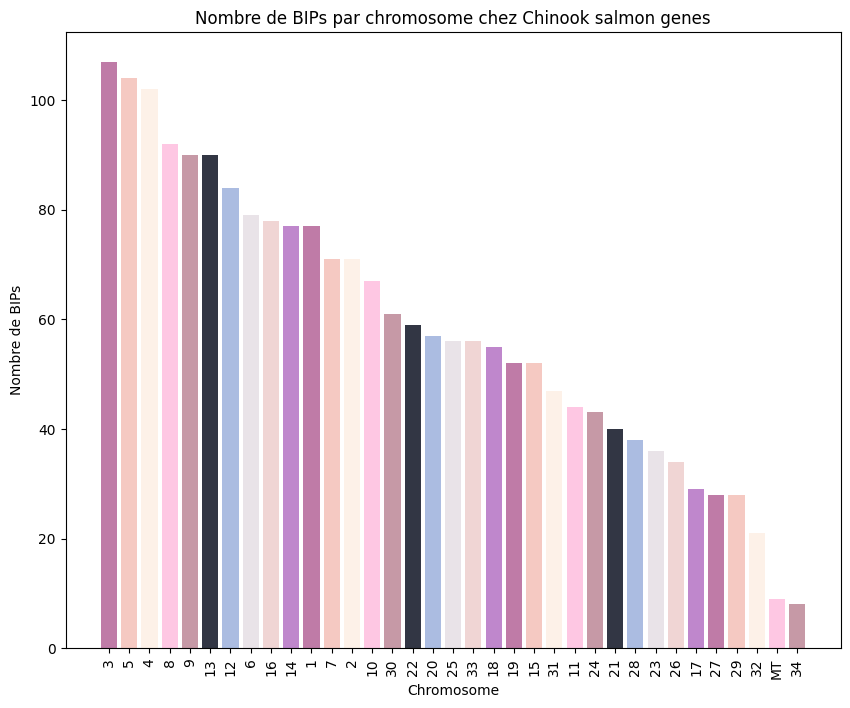 Nombre de BIPs par chromosome chez Chinook salmon genes
Nombre de BIPs
100
80
60
40
20
0
3 5 4 8 9 13 12 6 16 14 1 7 2 10 30 22 20 25 33 18 19 15 31 11 24 21 28 23 26 17 27 29 32 MT 34
Chromosome